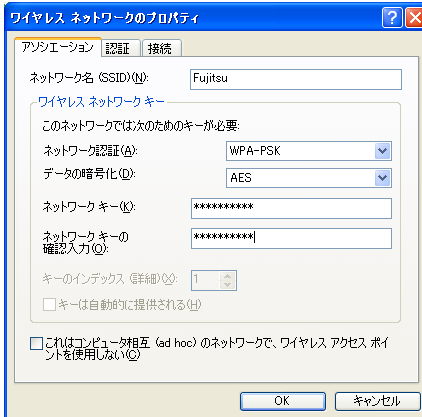 ワイヤレス ネットワークのプロパティ
アソシエーション 認証 接続
ネットワーク名 (SSID)(N): Fujitsu
ワイヤレス ネットワーク キー
このネットワークでは次のためのキーが必要:
ネットワーク認証(A): WPA-PSK
データの暗号化(D): AES
ネットワーク キー(K): **********
ネットワーク キーの
確認入力(O): **********
キーのインデックス (詳細)(X): 1
キーは自動的に提供される(H)
これはコンピュータ相互 (ad hoc) のネットワークで、ワイヤレス アクセス ポイ
ントを使用しない(C)
OK キャンセル